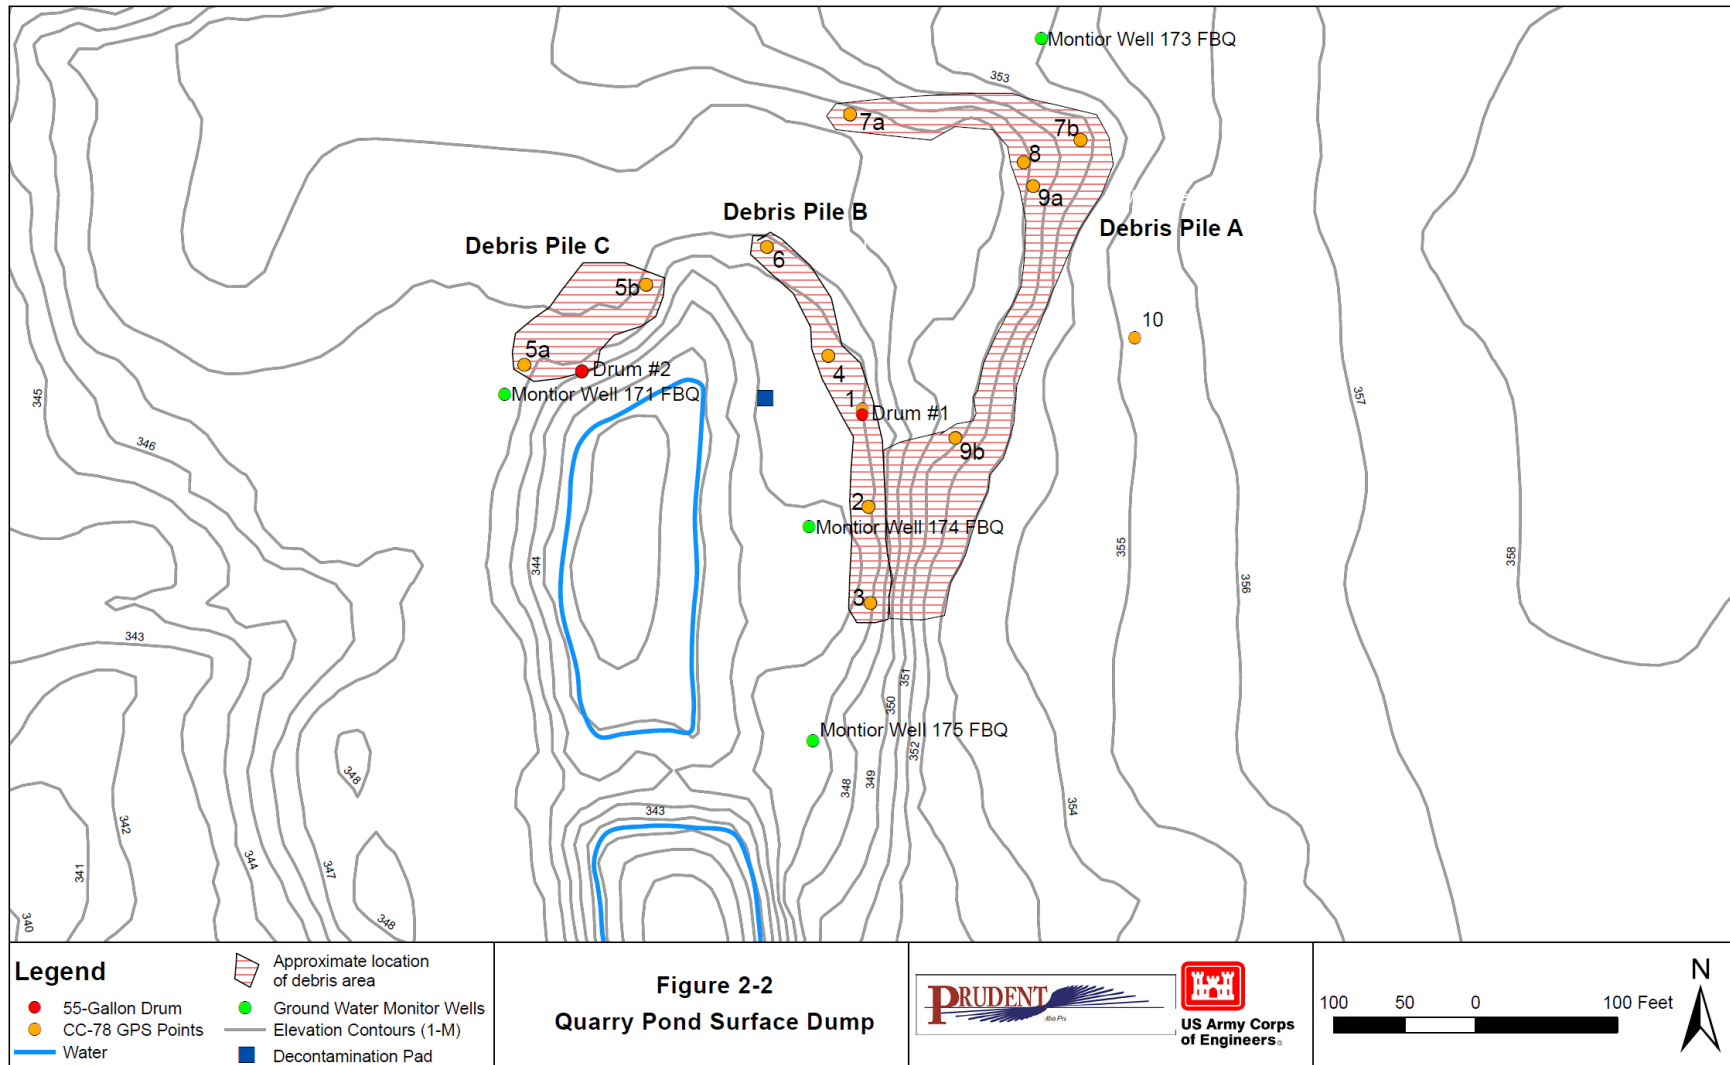 Montior Well 173 FBQ
353
7a
7b
8
9a
Debris Pile B
Debris Pile A
Debris Pile C
6
5b
10
5a
4
Drum #2
Montior Well 171 FBQ
1
Drum #1
345
357
346
9b
2
Montior Well 174 FBQ
344
355
358
356
3
343
351
350
Montior Well 175 FBQ
352
348
349
348
354
343
342
344
347
341
340
348
Legend
55-Gallon Drum
CC-78 GPS Points
Water
Approximate location
of debris area
Ground Water Monitor Wells
Elevation Contours (1-M)
Decontamination Pad
Figure 2-2
Quarry Pond Surface Dump
PRUDENT
US Army Corps
of Engineers®
100 50 0 100 Feet
N